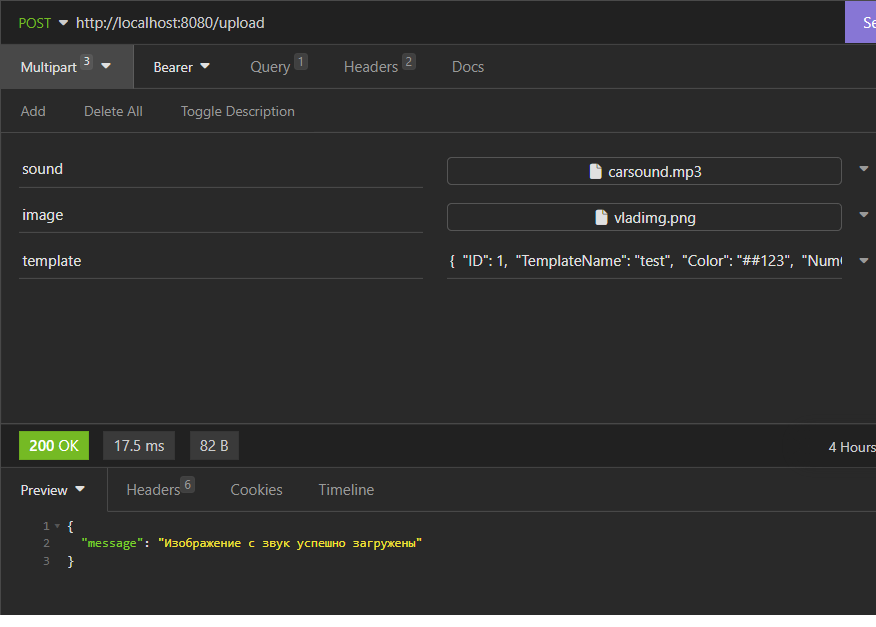 POST http://localhost:8080/upload Se
Multipart 3 Bearer Query 1 Headers 2 Docs
Add Delete All Toggle Description
sound carsound.mp3
image vladimg.png
template { "ID": 1, "TemplateName": "test", "Color": "##123", "Num
200 OK 17.5 ms 82 B 4 Hours
Preview Headers 6 Cookies Timeline
1 {
2 "message": "Изображение с звук успешно загружены"
3 }